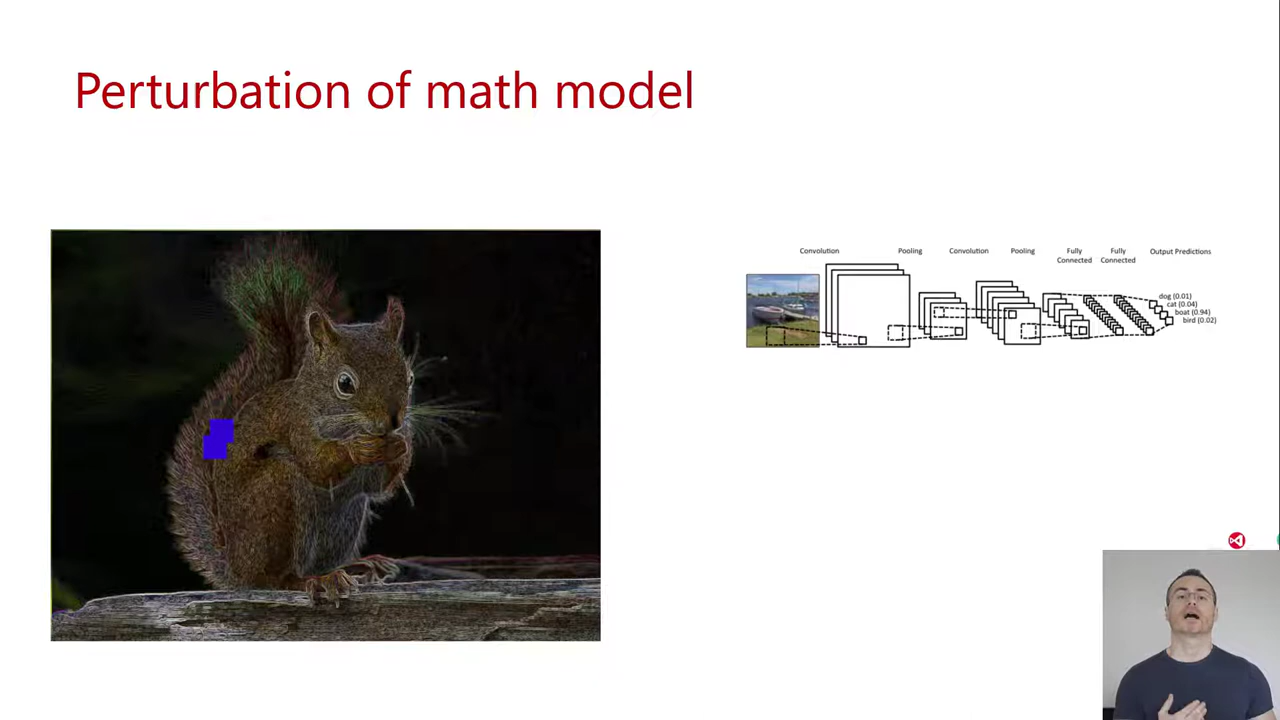 Perturbation of math model
Convolution Pooling Convolution Pooling Fully Connected Fully Connected Output Predictions
dog (0.01)
cat (0.04)
boat (0.94)
bird (0.02)